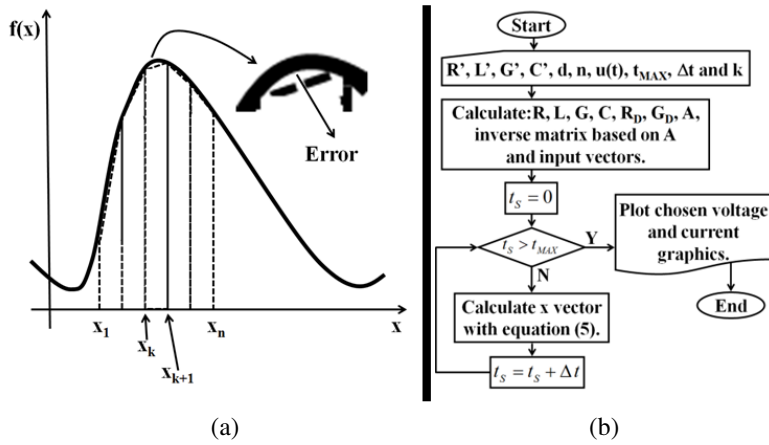 f(x)
Error
x
x1
xk
xk+1
xn
(a)
Start
R’, L’, G’, C’, d, n, u(t), tMAX, Δt and k
Calculate:R, L, G, C, RD, GD, A,
inverse matrix based on A
and input vectors.
tS = 0
tS > tMAX
Y
N
Plot chosen voltage
and current
graphics.
End
Calculate x vector
with equation (5).
tS = tS + Δt
(b)